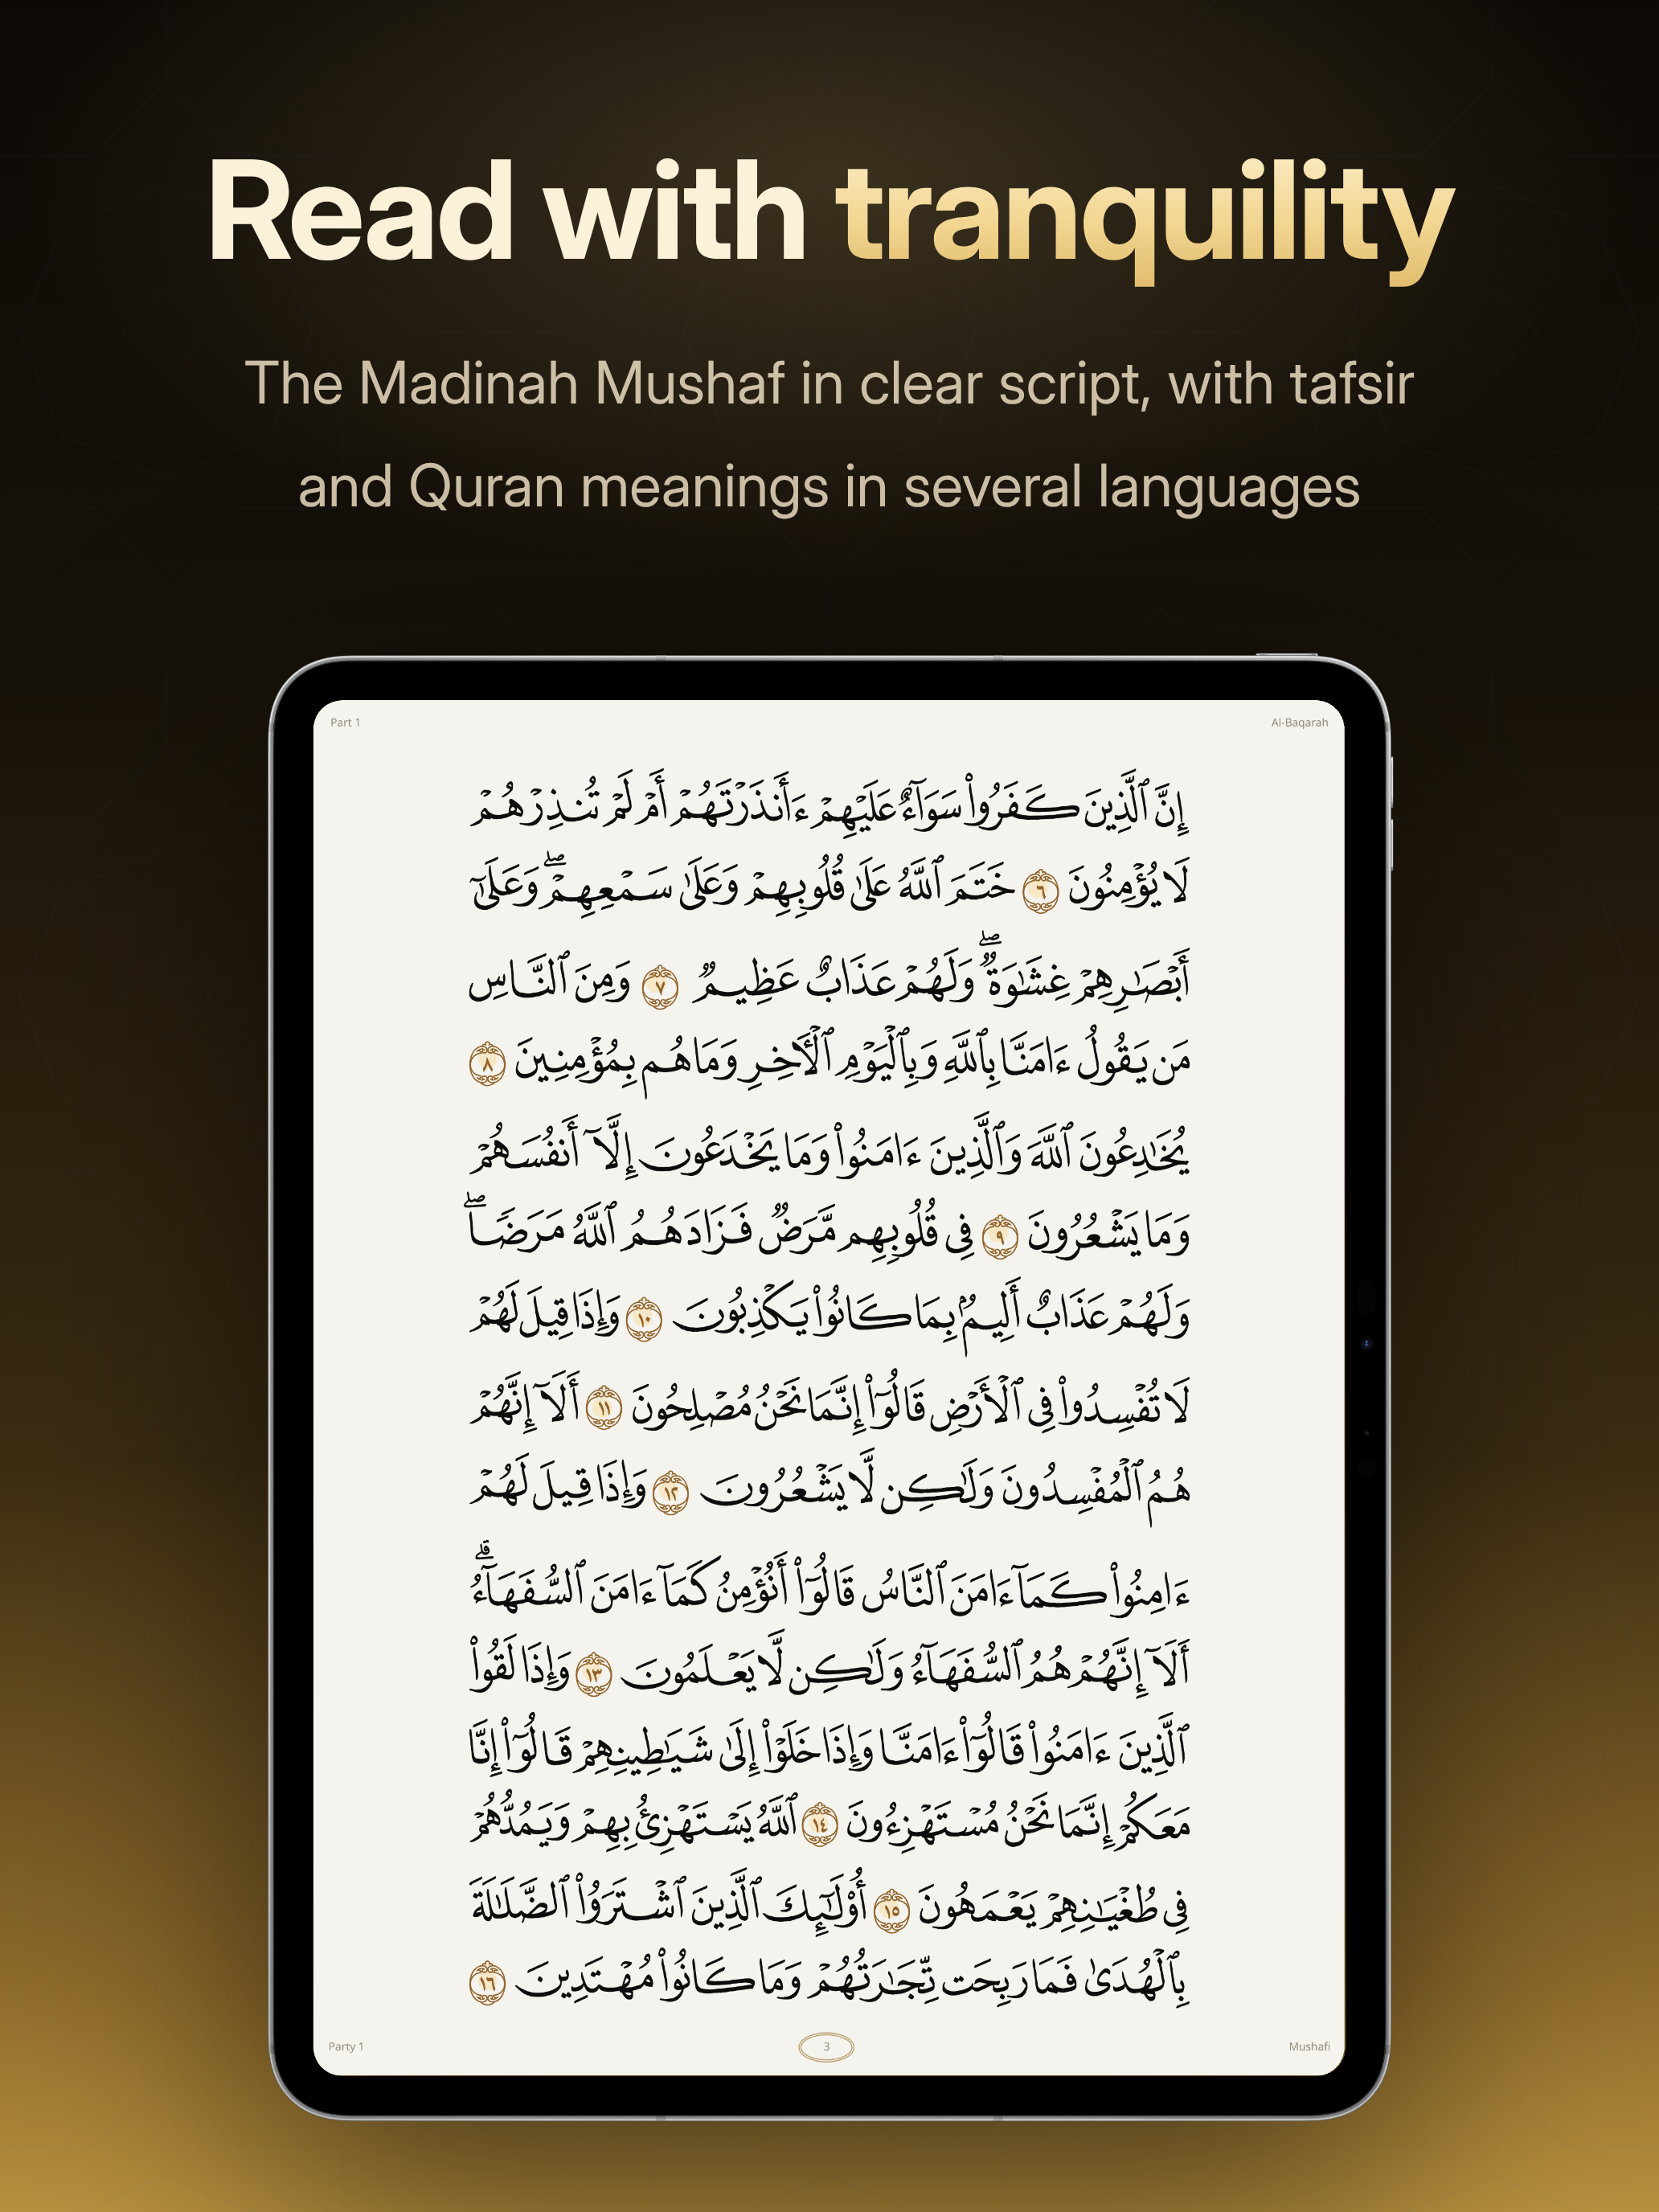 Read with tranquility
The Madinah Mushaf in clear script, with tafsir
and Quran meanings in several languages
Part 1
Al-Baqarah
إِنَّ ٱلَّذِينَ كَفَرُوا۟ سَوَآءٌ عَلَيْهِمْ ءَأَنذَرْتَهُمْ أَمْ لَمْ تُنذِرْهُمْ
لَا يُؤْمِنُونَ ٦ خَتَمَ ٱللَّهُ عَلَىٰ قُلُوبِهِمْ وَعَلَىٰ سَمْعِهِمْ ۖ وَعَلَىٰٓ
أَبْصَـٰرِهِمْ غِشَـٰوَةٌ ۖ وَلَهُمْ عَذَابٌ عَظِيمٌ ٧ وَمِنَ ٱلنَّاسِ
مَن يَقُولُ ءَامَنَّا بِٱللَّهِ وَبِٱلْيَوْمِ ٱلْـَٔاخِرِ وَمَا هُم بِمُؤْمِنِينَ ٨
يُخَـٰدِعُونَ ٱللَّهَ وَٱلَّذِينَ ءَامَنُوا۟ وَمَا يَخْدَعُونَ إِلَّآ أَنفُسَهُمْ
وَمَا يَشْعُرُونَ ٩ فِى قُلُوبِهِم مَّرَضٌ فَزَادَهُمُ ٱللَّهُ مَرَضًا ۖ
وَلَهُمْ عَذَابٌ أَلِيمٌۢ بِمَا كَانُوا۟ يَكْذِبُونَ ١٠ وَإِذَا قِيلَ لَهُمْ
لَا تُفْسِدُوا۟ فِى ٱلْأَرْضِ قَالُوٓا۟ إِنَّمَا نَحْنُ مُصْلِحُونَ ١١ أَلَآ إِنَّهُمْ
هُمُ ٱلْمُفْسِدُونَ وَلَـٰكِن لَّا يَشْعُرُونَ ١٢ وَإِذَا قِيلَ لَهُمْ
ءَامِنُوا۟ كَمَآ ءَامَنَ ٱلنَّاسُ قَالُوٓا۟ أَنُؤْمِنُ كَمَآ ءَامَنَ ٱلسُّفَهَآءُ ۗ
أَلَآ إِنَّهُمْ هُمُ ٱلسُّفَهَآءُ وَلَـٰكِن لَّا يَعْلَمُونَ ١٣ وَإِذَا لَقُوا۟
ٱلَّذِينَ ءَامَنُوا۟ قَالُوٓا۟ ءَامَنَّا وَإِذَا خَلَوْا۟ إِلَىٰ شَيَـٰطِينِهِمْ قَالُوٓا۟ إِنَّا
مَعَكُمْ إِنَّمَا نَحْنُ مُسْتَهْزِءُونَ ١٤ ٱللَّهُ يَسْتَهْزِئُ بِهِمْ وَيَمُدُّهُمْ
فِى طُغْيَـٰنِهِمْ يَعْمَهُونَ ١٥ أُو۟لَـٰٓئِكَ ٱلَّذِينَ ٱشْتَرَوُا۟ ٱلضَّلَـٰلَةَ
بِٱلْهُدَىٰ فَمَا رَبِحَت تِّجَـٰرَتُهُمْ وَمَا كَانُوا۟ مُهْتَدِينَ ١٦
Party 1
3
Mushafi